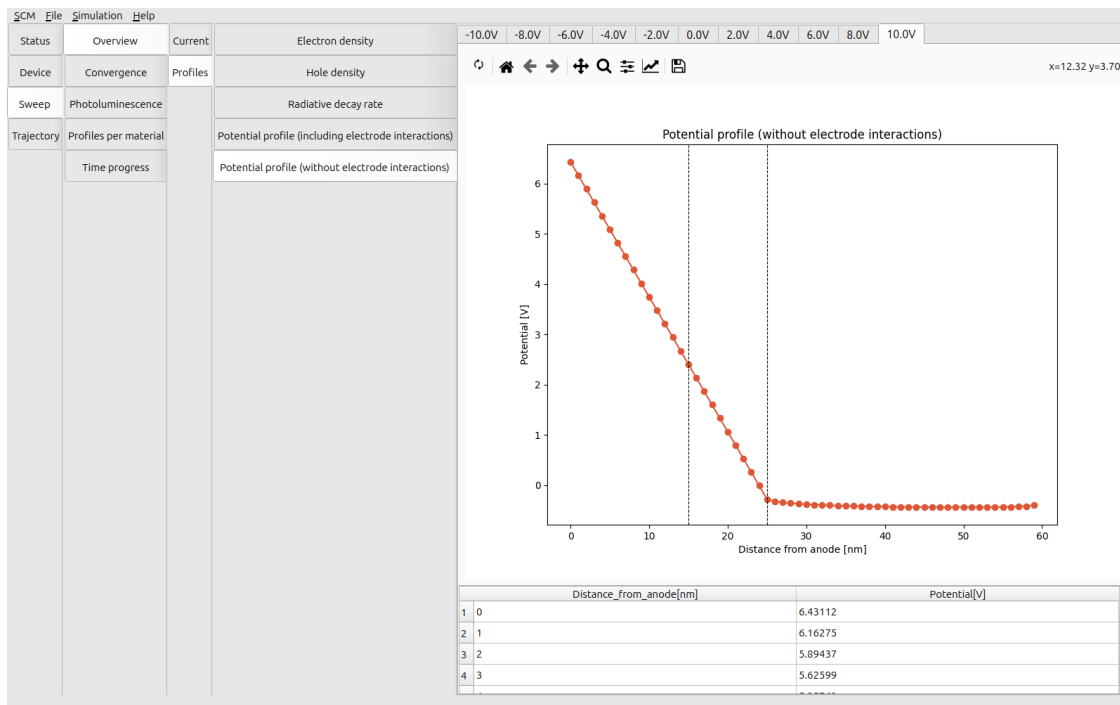 SCM File Simulation Help
Status Overview Current Electron density -10.0V -8.0V -6.0V -4.0V -2.0V 0.0V 2.0V 4.0V 6.0V 8.0V 10.0V
Device Convergence Profiles Hole density x=12.32 y=3.70
Sweep Photoluminescence Radiative decay rate
Trajectory Profiles per material Potential profile (including electrode interactions)
Time progress Potential profile (without electrode interactions)
Potential profile (without electrode interactions)
6
5
4
3
2
1
0
Potential [V]
0 10 20 30 40 50 60
Distance from anode [nm]
Distance_from_anode[nm] Potential[V]
1 0 6.43112
2 1 6.16275
3 2 5.89437
4 3 5.62599